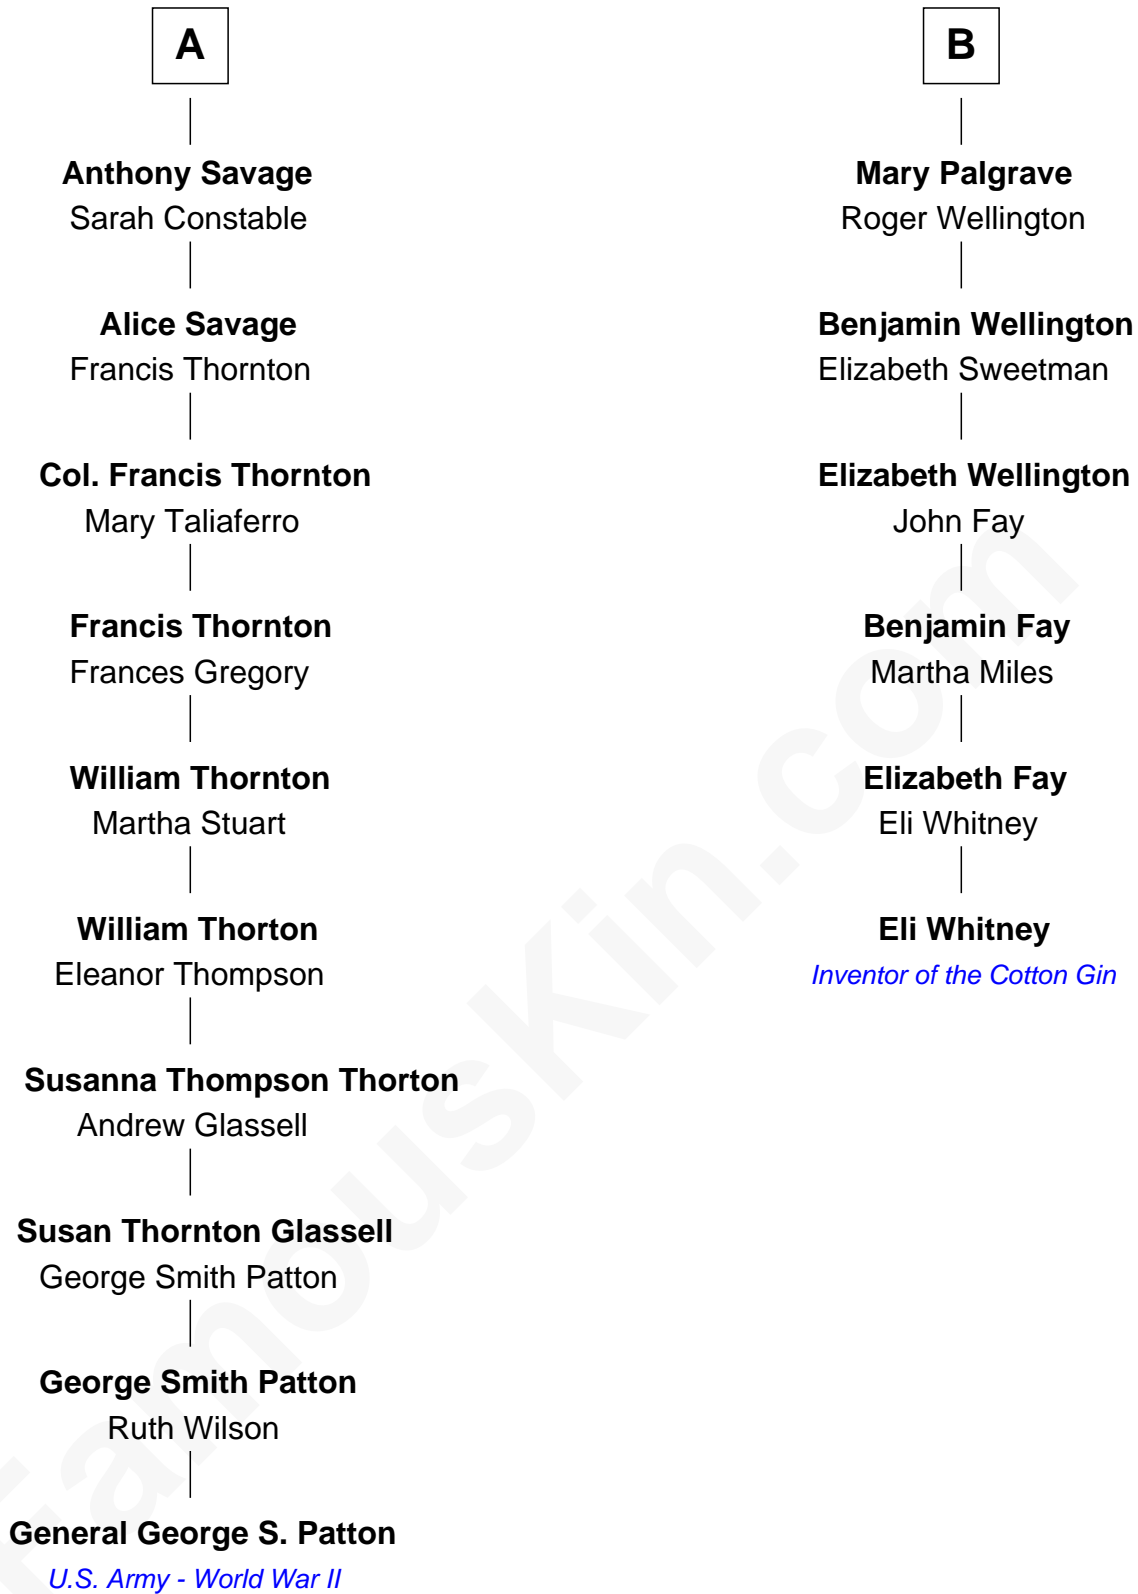 A
Anthony Savage
Sarah Constable
Alice Savage
Francis Thornton
Col. Francis Thornton
Mary Taliaferro
Francis Thornton
Frances Gregory
William Thornton
Martha Stuart
William Thorton
Eleanor Thompson
Susanna Thompson Thorton
Andrew Glassell
Susan Thornton Glassell
George Smith Patton
George Smith Patton
Ruth Wilson
General George S. Patton
U.S. Army - World War II
B
Mary Palgrave
Roger Wellington
Benjamin Wellington
Elizabeth Sweetman
Elizabeth Wellington
John Fay
Benjamin Fay
Martha Miles
Elizabeth Fay
Eli Whitney
Eli Whitney
Inventor of the Cotton Gin
FamousKin.com